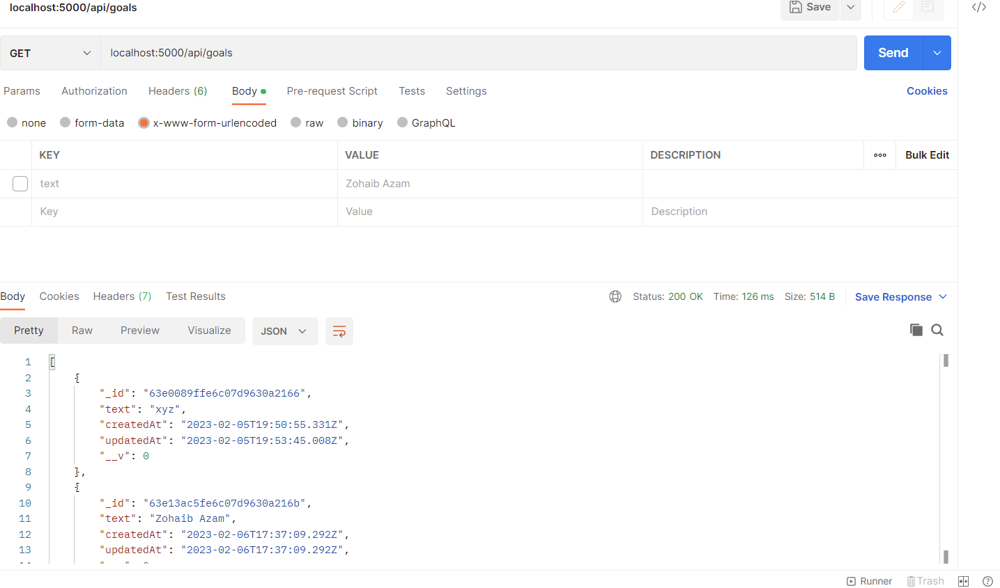 localhost:5000/api/goals
Save
GET
localhost:5000/api/goals
Send
Params Authorization Headers (6) Body Pre-request Script Tests Settings Cookies
none form-data x-www-form-urlencoded raw binary GraphQL
KEY VALUE DESCRIPTION ooo Bulk Edit
text Zohaib Azam
Key Value Description
Body Cookies Headers (7) Test Results Status: 200 OK Time: 126 ms Size: 514 B Save Response
Pretty Raw Preview Visualize JSON
1 [
2 {
3 "_id": "63e0089ffe6c07d9630a2166",
4 "text": "xyz",
5 "createdAt": "2023-02-05T19:50:55.331Z",
6 "updatedAt": "2023-02-05T19:53:45.008Z",
7 "__v": 0
8 },
9 {
10 "_id": "63e13ac5fe6c07d9630a216b",
11 "text": "Zohaib Azam",
12 "createdAt": "2023-02-06T17:37:09.292Z",
13 "updatedAt": "2023-02-06T17:37:09.292Z",
Runner Trash